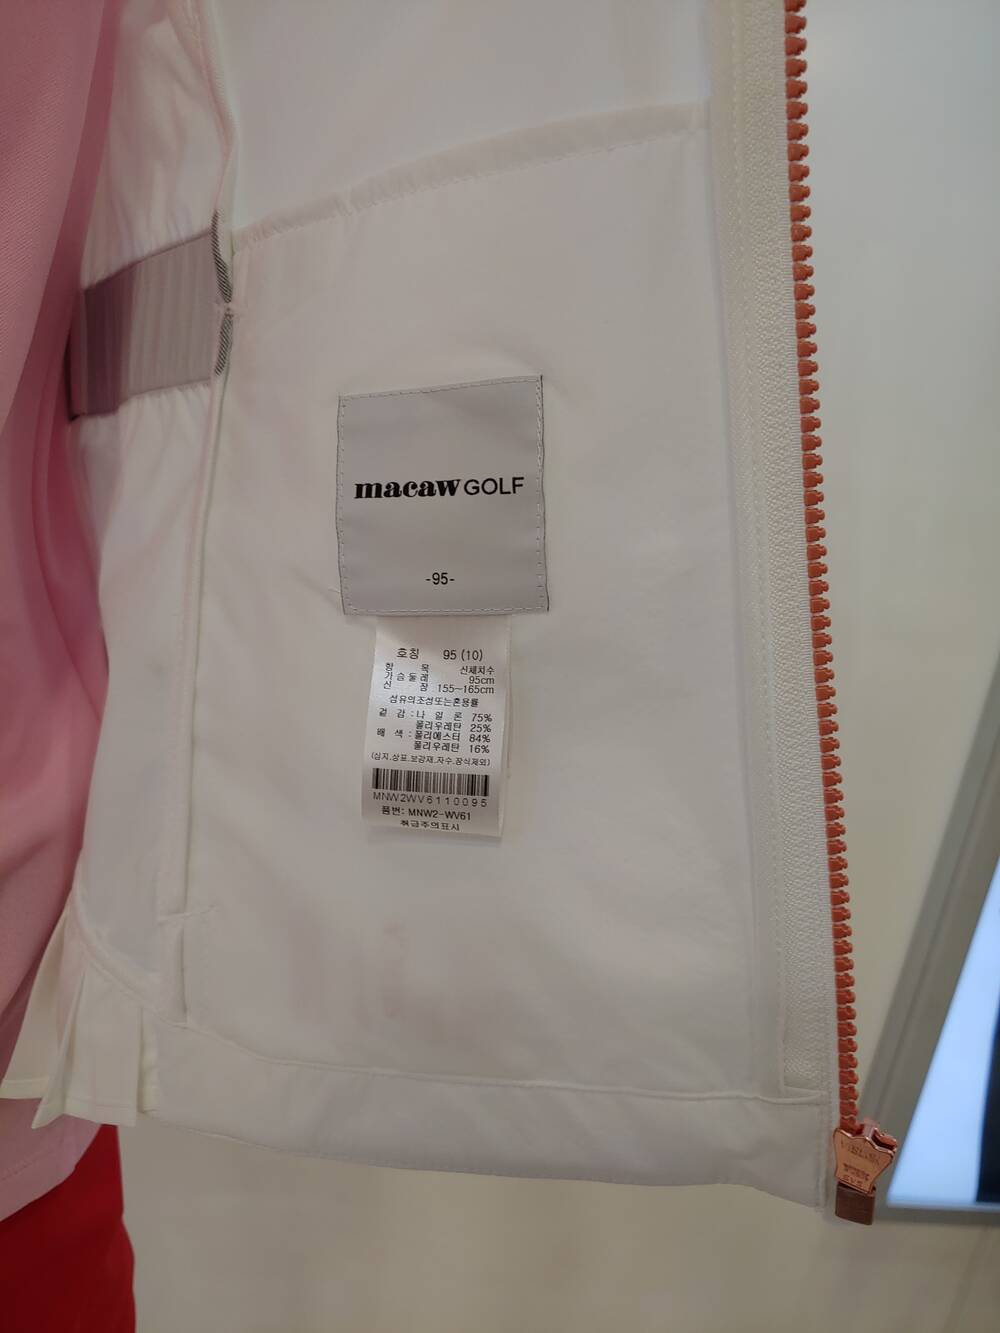 macaw GOLF
-95-
호칭 95 (10)
항 목 신체치수
가슴둘레 95cm
신 장 155~165cm
섬유의조성또는혼용률
겉 감 : 나 일 론 75%
폴리우레탄 25%
배 색 : 폴리에스터 84%
폴리우레탄 16%
(심지,상표,보강재,자수,장식제외)
MNW2WV6110095
품번: MNW2-WV61
취급주의표시